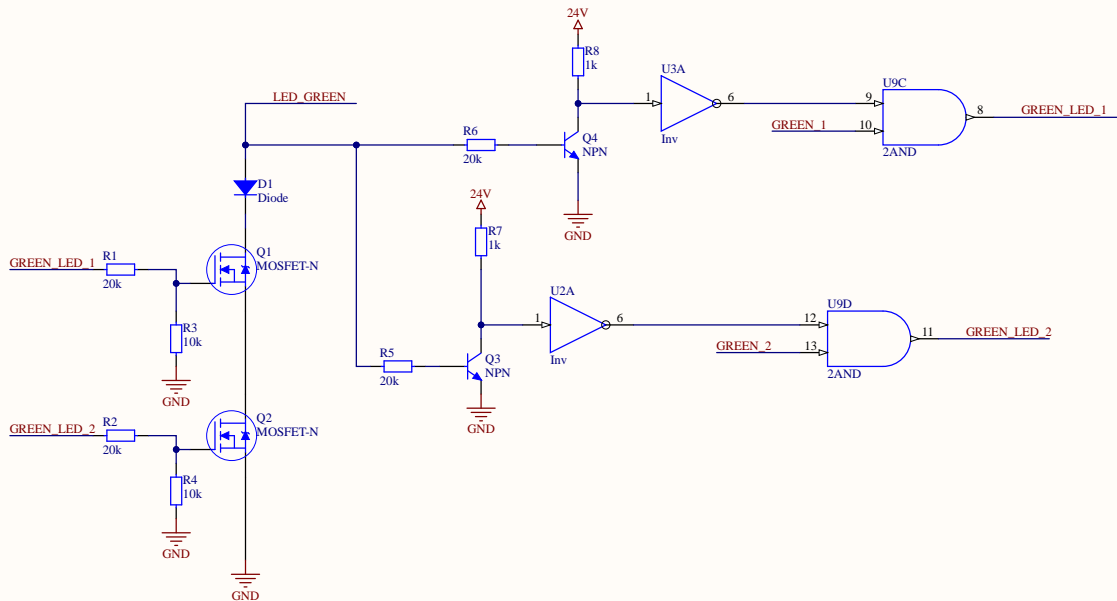 24V
R8
1k
U3A
1
6
Inv
U9C
9
10
8
2AND
GREEN_1
GREEN_LED_1
LED_GREEN
R6
20k
Q4
NPN
GND
D1
Diode
24V
R7
1k
Q1
MOSFET-N
GREEN_LED_1
R1
20k
R3
10k
GND
U2A
1
6
Inv
U9D
12
13
11
2AND
GREEN_2
GREEN_LED_2
R5
20k
Q3
NPN
GND
Q2
MOSFET-N
GREEN_LED_2
R2
20k
R4
10k
GND
GND